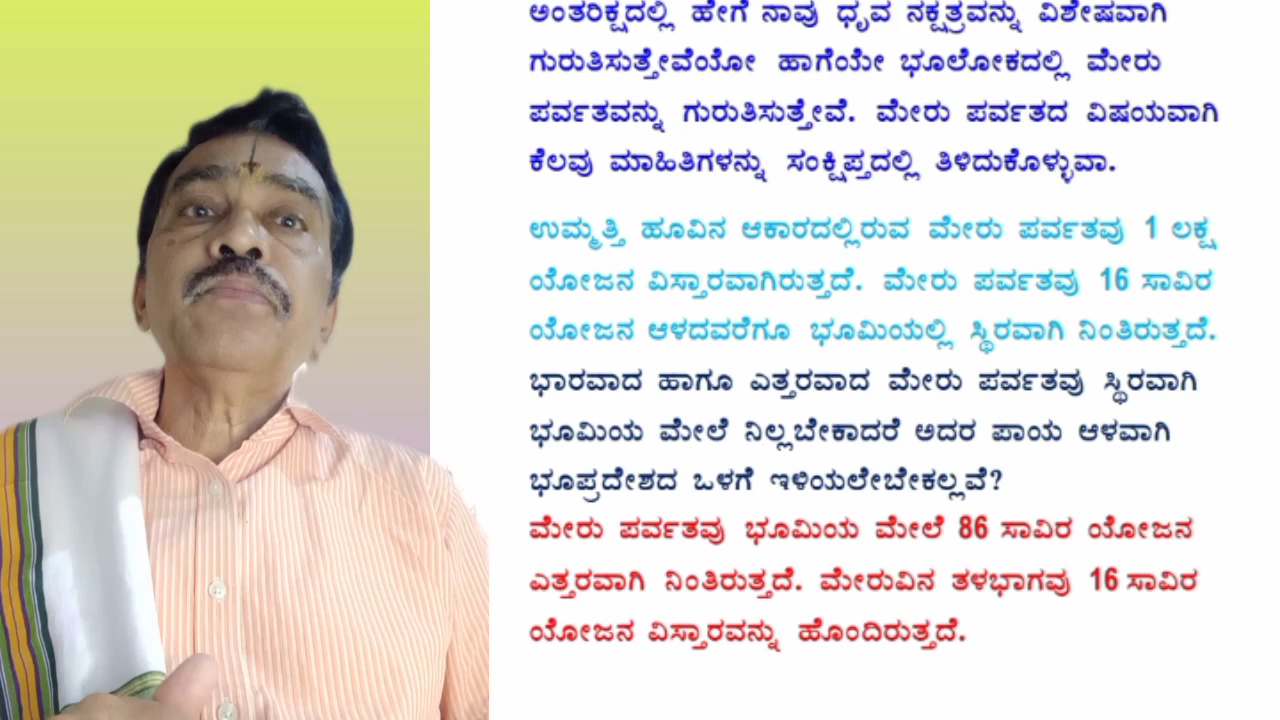 ಅಂತರಿಕ್ಷದಲ್ಲಿ ಹೇಗೆ ನಾವು ಧೃವ ನಕ್ಷತ್ರವನ್ನು ವಿಶೇಷವಾಗಿ
ಗುರುತಿಸುತ್ತೇವೆಯೋ ಹಾಗೆಯೇ ಭೂಲೋಕದಲ್ಲಿ ಮೇರು
ಪರ್ವತವನ್ನು ಗುರುತಿಸುತ್ತೇವೆ. ಮೇರು ಪರ್ವತದ ವಿಷಯವಾಗಿ
ಕೆಲವು ಮಾಹಿತಿಗಳನ್ನು ಸಂಕ್ಷಿಪ್ತದಲ್ಲಿ ತಿಳಿದುಕೊಳ್ಳುವಾ.
ಉಮ್ಮತ್ತಿ ಹೂವಿನ ಆಕಾರದಲ್ಲಿರುವ ಮೇರು ಪರ್ವತವು 1 ಲಕ್ಷ
ಯೋಜನ ವಿಸ್ತಾರವಾಗಿರುತ್ತದೆ. ಮೇರು ಪರ್ವತವು 16 ಸಾವಿರ
ಯೋಜನ ಆಳದವರೆಗೂ ಭೂಮಿಯಲ್ಲಿ ಸ್ಥಿರವಾಗಿ ನಿಂತಿರುತ್ತದೆ.
ಭಾರವಾದ ಹಾಗೂ ಎತ್ತರವಾದ ಮೇರು ಪರ್ವತವು ಸ್ಥಿರವಾಗಿ
ಭೂಮಿಯ ಮೇಲೆ ನಿಲ್ಲಬೇಕಾದರೆ ಅದರ ಪಾಯ ಆಳವಾಗಿ
ಭೂಪ್ರದೇಶದ ಒಳಗೆ ಇಳಿಯಲೇಬೇಕಲ್ಲವೆ?
ಮೇರು ಪರ್ವತವು ಭೂಮಿಯ ಮೇಲೆ 86 ಸಾವಿರ ಯೋಜನ
ಎತ್ತರವಾಗಿ ನಿಂತಿರುತ್ತದೆ. ಮೇರುವಿನ ತಳಭಾಗವು 16 ಸಾವಿರ
ಯೋಜನ ವಿಸ್ತಾರವನ್ನು ಹೊಂದಿರುತ್ತದೆ.